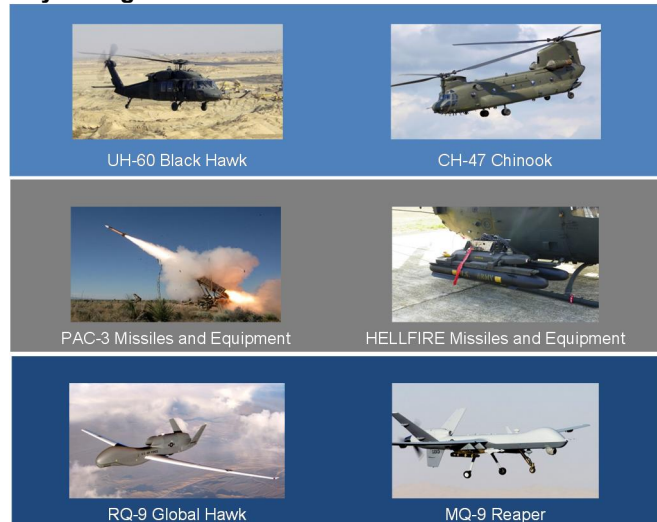 UH-60 Black Hawk
CH-47 Chinook
PAC-3 Missiles and Equipment
HELLFIRE Missiles and Equipment
RQ-9 Global Hawk
MQ-9 Reaper